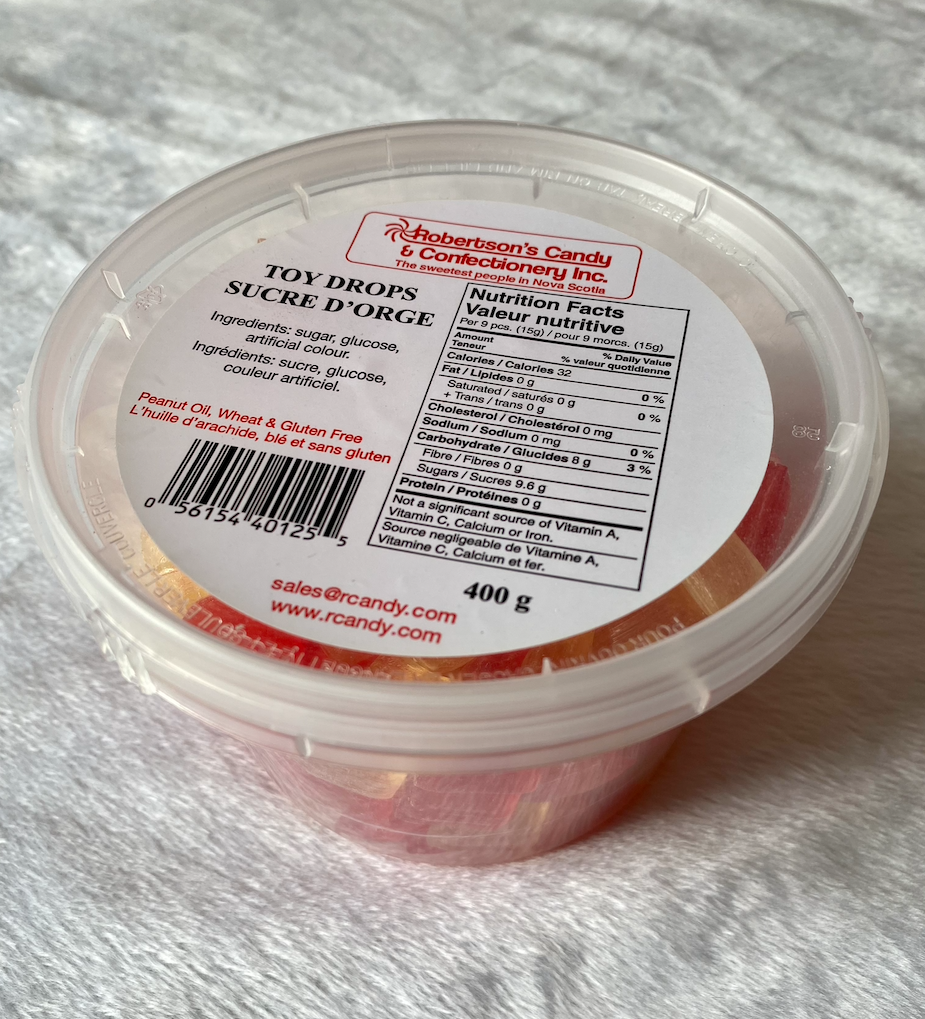 Robertson's Candy
& Confectionery Inc.
The sweetest people in Nova Scotia
TOY DROPS
SUCRE D'ORGE
Ingredients: sugar, glucose,
artificial colour.
Ingrédients: sucre, glucose,
couleur artificiel.
Peanut Oil, Wheat & Gluten Free
L'huille d'arachide, blé et sans gluten
0 56154 40125 5
Nutrition Facts
Valeur nutritive
Per 9 pcs. (15g) / pour 9 morcs. (15g)
Amount % Daily Value
Teneur % valeur quotidienne
Calories / Calories 32
Fat / Lipides 0 g 0 %
Saturated / saturés 0 g
+ Trans / trans 0 g 0 %
Cholesterol / Cholestérol 0 mg
Sodium / Sodium 0 mg 0 %
Carbohydrate / Glucides 8 g 3 %
Fibre / Fibres 0 g
Sugars / Sucres 9.6 g
Protein / Protéines 0 g
Not a significant source of Vitamin A,
Vitamin C, Calcium or Iron.
Source negligeable de Vitamine A,
Vitamine C, Calcium et fer.
400 g
sales@rcandy.com
www.rcandy.com